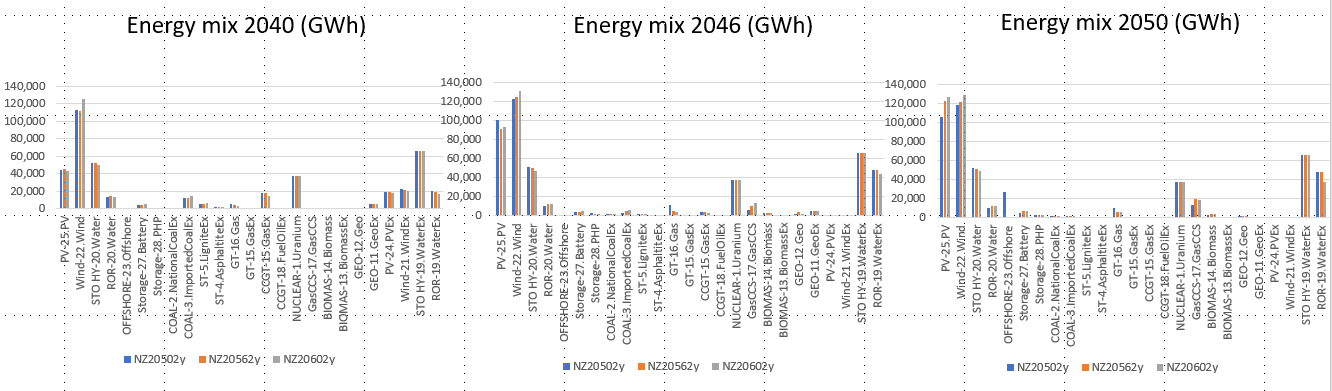 Energy mix 2040 (GWh)
140,000
120,000
100,000
80,000
60,000
40,000
20,000
0
PV-25.PV
Wind-22.Wind
STO HY-20.Water
ROR-20.Water
OFFSHORE-23.Offshore
Storage-27.Battery
Storage-28.PHP
COAL-2.NationalCoalEx
COAL-3.ImportedCoalEx
ST-5.LigniteEx
ST-4.AsphaltiteEx
GT-16.Gas
GT-15.GasEx
CCGT-15.GasEx
CCGT-18.FuelOilEx
NUCLEAR-1.Uranium
GasCCS-17.GasCCS
BIOMAS-14.Biomass
BIOMAS-13.BiomassEx
GEO-12.Geo
GEO-11.GeoEx
PV-24.PVEx
Wind-21.WindEx
STO HY-19.WaterEx
ROR-19.WaterEx
NZ20502y NZ20562y NZ20602y
Energy mix 2046 (GWh)
140,000
120,000
100,000
80,000
60,000
40,000
20,000
0
PV-25.PV
Wind-22.Wind
STO HY-20.Water
ROR-20.Water
OFFSHORE-23.Offshore
Storage-27.Battery
Storage-28.PHP
COAL-2.NationalCoalEx
COAL-3.ImportedCoalEx
ST-5.LigniteEx
ST-4.AsphaltiteEx
GT-16.Gas
GT-15.GasEx
CCGT-15.GasEx
CCGT-18.FuelOilEx
NUCLEAR-1.Uranium
GasCCS-17.GasCCS
BIOMAS-14.Biomass
BIOMAS-13.BiomassEx
GEO-12.Geo
GEO-11.GeoEx
PV-24.PVEx
Wind-21.WindEx
STO HY-19.WaterEx
ROR-19.WaterEx
NZ20502y NZ20562y NZ20602y
Energy mix 2050 (GWh)
140,000
120,000
100,000
80,000
60,000
40,000
20,000
0
PV-25.PV
Wind-22.Wind
STO HY-20.Water
ROR-20.Water
OFFSHORE-23.Offshore
Storage-27.Battery
Storage-28.PHP
COAL-2.NationalCoalEx
COAL-3.ImportedCoalEx
ST-5.LigniteEx
ST-4.AsphaltiteEx
GT-16.Gas
GT-15.GasEx
CCGT-15.GasEx
CCGT-18.FuelOilEx
NUCLEAR-1.Uranium
GasCCS-17.GasCCS
BIOMAS-14.Biomass
BIOMAS-13.BiomassEx
GEO-12.Geo
GEO-11.GeoEx
PV-24.PVEx
Wind-21.WindEx
STO HY-19.WaterEx
ROR-19.WaterEx
NZ20502y NZ20562y NZ20602y